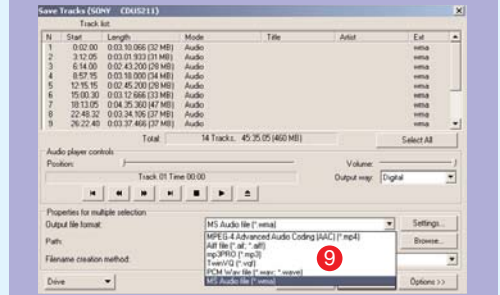 Save Tracks (SONY CDU5211)
Track list
N Start Length Mode Title Artist Ext
1 0:02.00 0:03.10.066 (32 MB) Audio wma
2 3:12.05 0:03.01.933 (31 MB) Audio wma
3 6:14.00 0:02.43.200 (28 MB) Audio wma
4 8:57.15 0:03.18.000 (34 MB) Audio wma
5 12:15.15 0:02.45.200 (28 MB) Audio wma
6 15:00.30 0:03.12.666 (33 MB) Audio wma
7 18:13.05 0:04.35.360 (47 MB) Audio wma
8 22:48.32 0:03.34.106 (37 MB) Audio wma
9 26:22.40 0:03.37.466 (37 MB) Audio wma
Total: 14 Tracks, 45:35.05 (460 MB) Select All
Audio player controls
Position: Volume:
Track 01 Time 00:00 Output way: Digital
Properties for multiple selection
Output file format: MS Audio file (*.wma) Settings...
MPEG-4 Advanced Audio Coding (AAC) (*.mp4)
Path: Aiff file (*.aif; *.aiff) Browse...
mp3PRO (*.mp3) 9
Filename creation method: TwinVQ (*.vqf)
PCM Wav file (*.wav; *.wave)
Drive MS Audio file (*.wma) Options >>